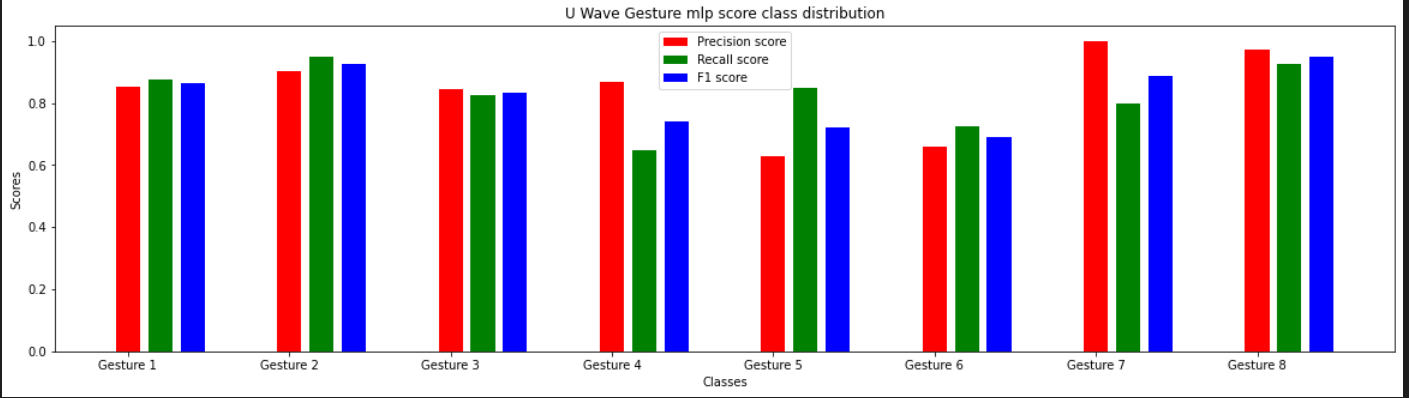 U Wave Gesture mlp score class distribution
Precision score
Recall score
F1 score
1.0
0.8
0.6
0.4
0.2
0.0
Scores
Gesture 1 Gesture 2 Gesture 3 Gesture 4 Gesture 5 Gesture 6 Gesture 7 Gesture 8
Classes